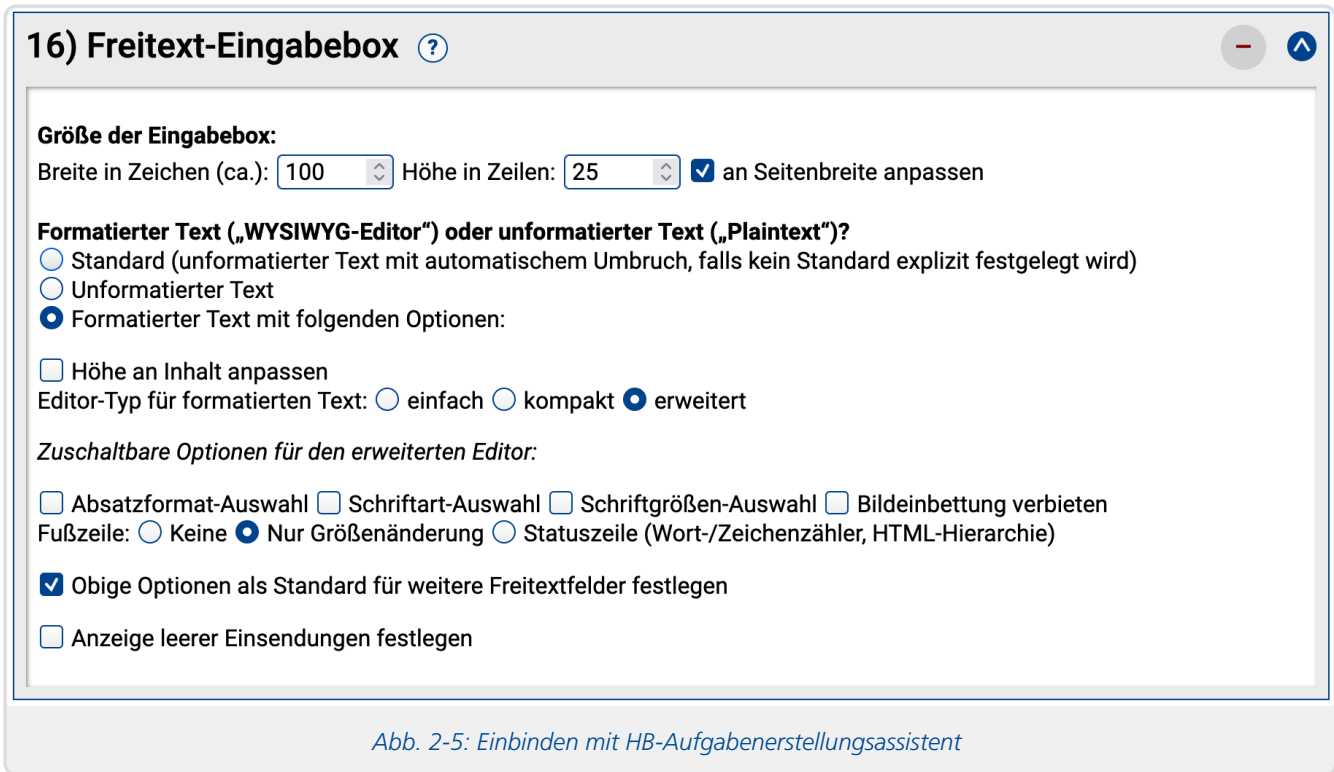 16) Freitext-Eingabebox ?
Größe der Eingabebox:
Breite in Zeichen (ca.): 100 Höhe in Zeilen: 25 an Seitenbreite anpassen
Formatierter Text („WYSIWYG-Editor“) oder unformatierter Text („Plaintext“)?
Standard (unformatierter Text mit automatischem Umbruch, falls kein Standard explizit festgelegt wird)
Unformatierter Text
Formatierter Text mit folgenden Optionen:
Höhe an Inhalt anpassen
Editor-Typ für formatierten Text: einfach kompakt erweitert
Zuschaltbare Optionen für den erweiterten Editor:
Absatzformat-Auswahl Schriftart-Auswahl Schriftgrößen-Auswahl Bildeinbettung verbieten
Fußzeile: Keine Nur Größenänderung Statuszeile (Wort-/Zeichenzähler, HTML-Hierarchie)
Obige Optionen als Standard für weitere Freitextfelder festlegen
Anzeige leerer Einsendungen festlegen
Abb. 2-5: Einbinden mit HB-Aufgabenerstellungsassistent